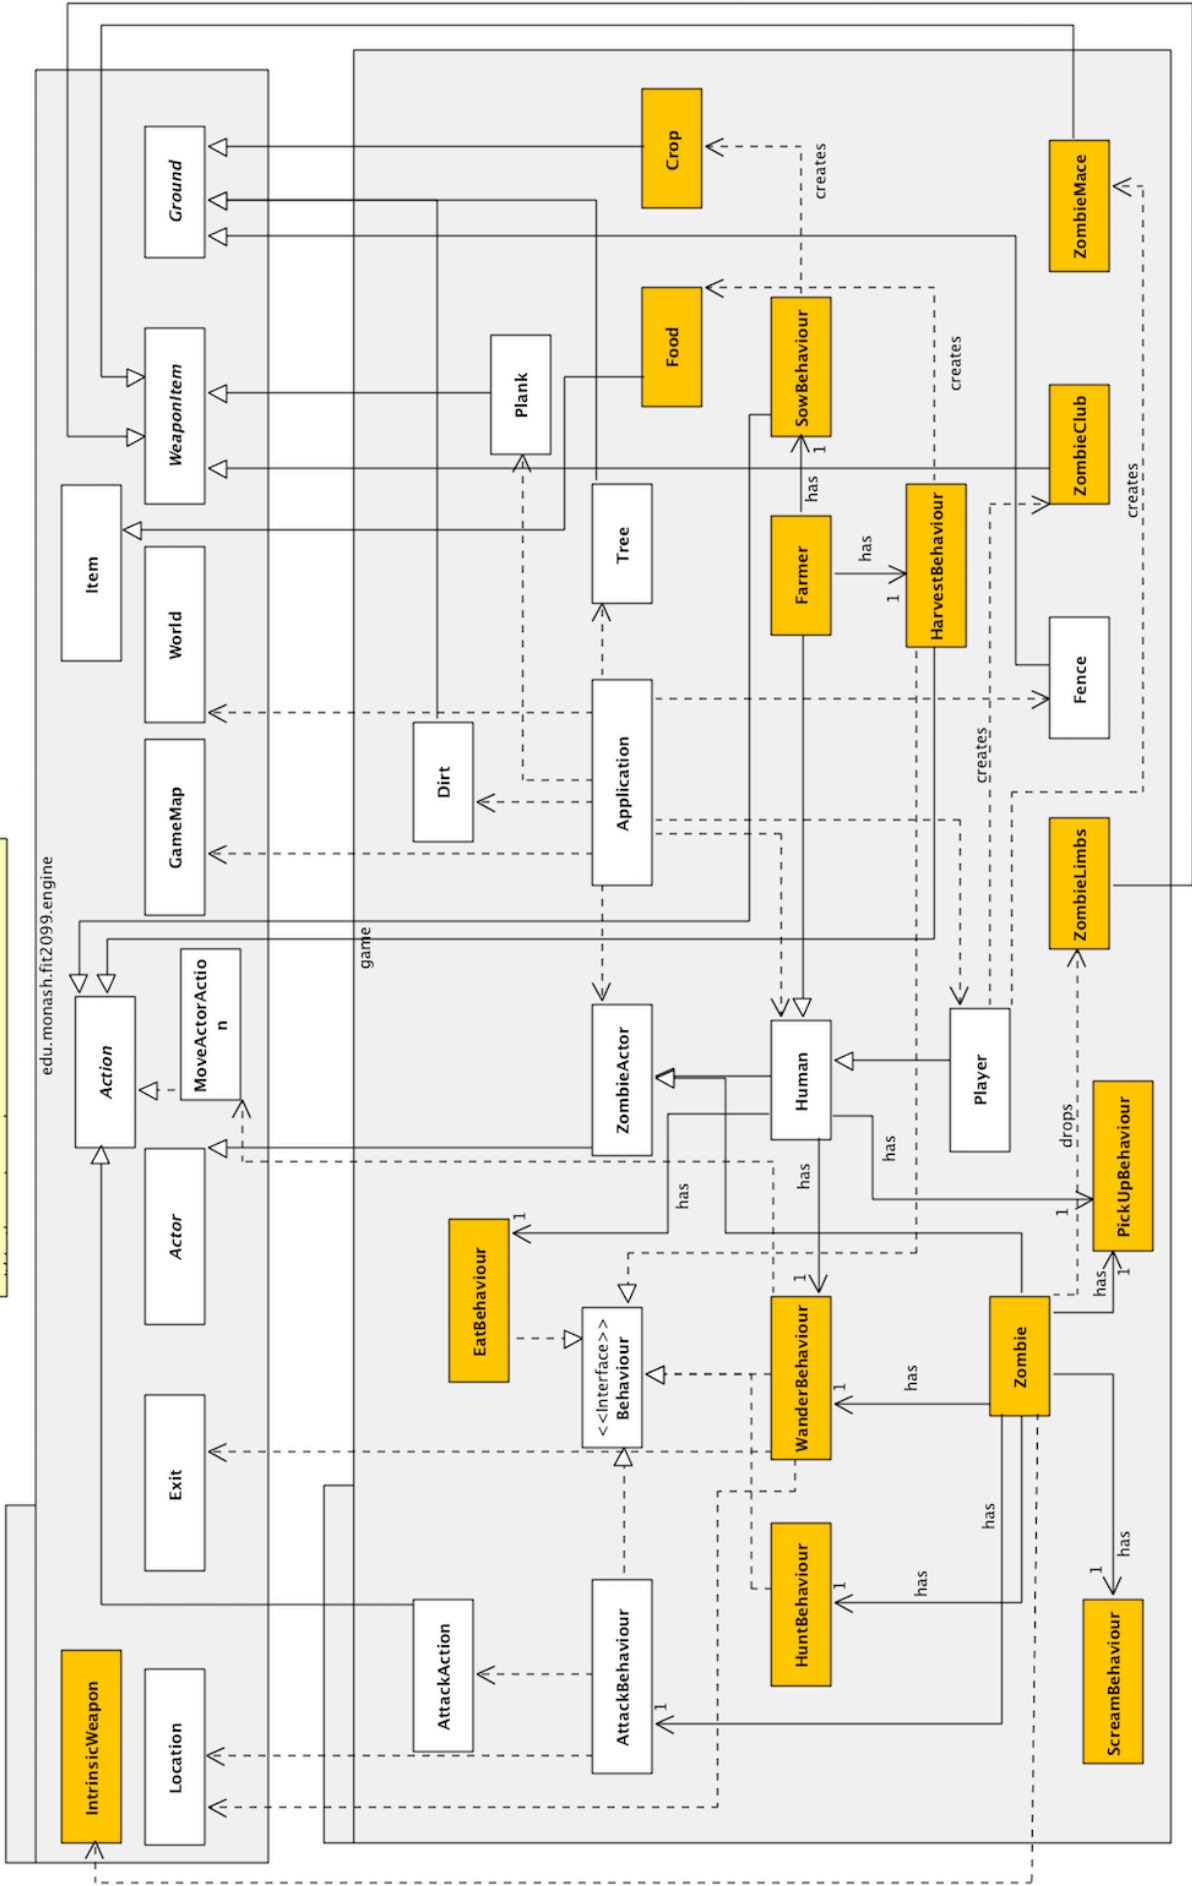 edu.monash.fit2099.engine
IntrinsicWeapon
Action
Item
Location
Exit
Actor
MoveActorActio
n
GameMap
World
WeaponItem
Ground
game
AttackAction
EatBehaviour
1
Dirt
Plank
AttackBehaviour
1
<<Interface>>
Behaviour
ZombieActor
has
Application
Tree
Food
Crop
HuntBehaviour
1
WanderBehaviour
1
1
has
Human
Farmer
has
1
SowBehaviour
creates
has
has
has
has
1
HarvestBehaviour
creates
has
Zombie
Player
creates
drops
ZombieLimbs
Fence
ZombieClub
ZombieMace
1
ScreamBehaviour
has
has
1
PickUpBehaviour
1
creates